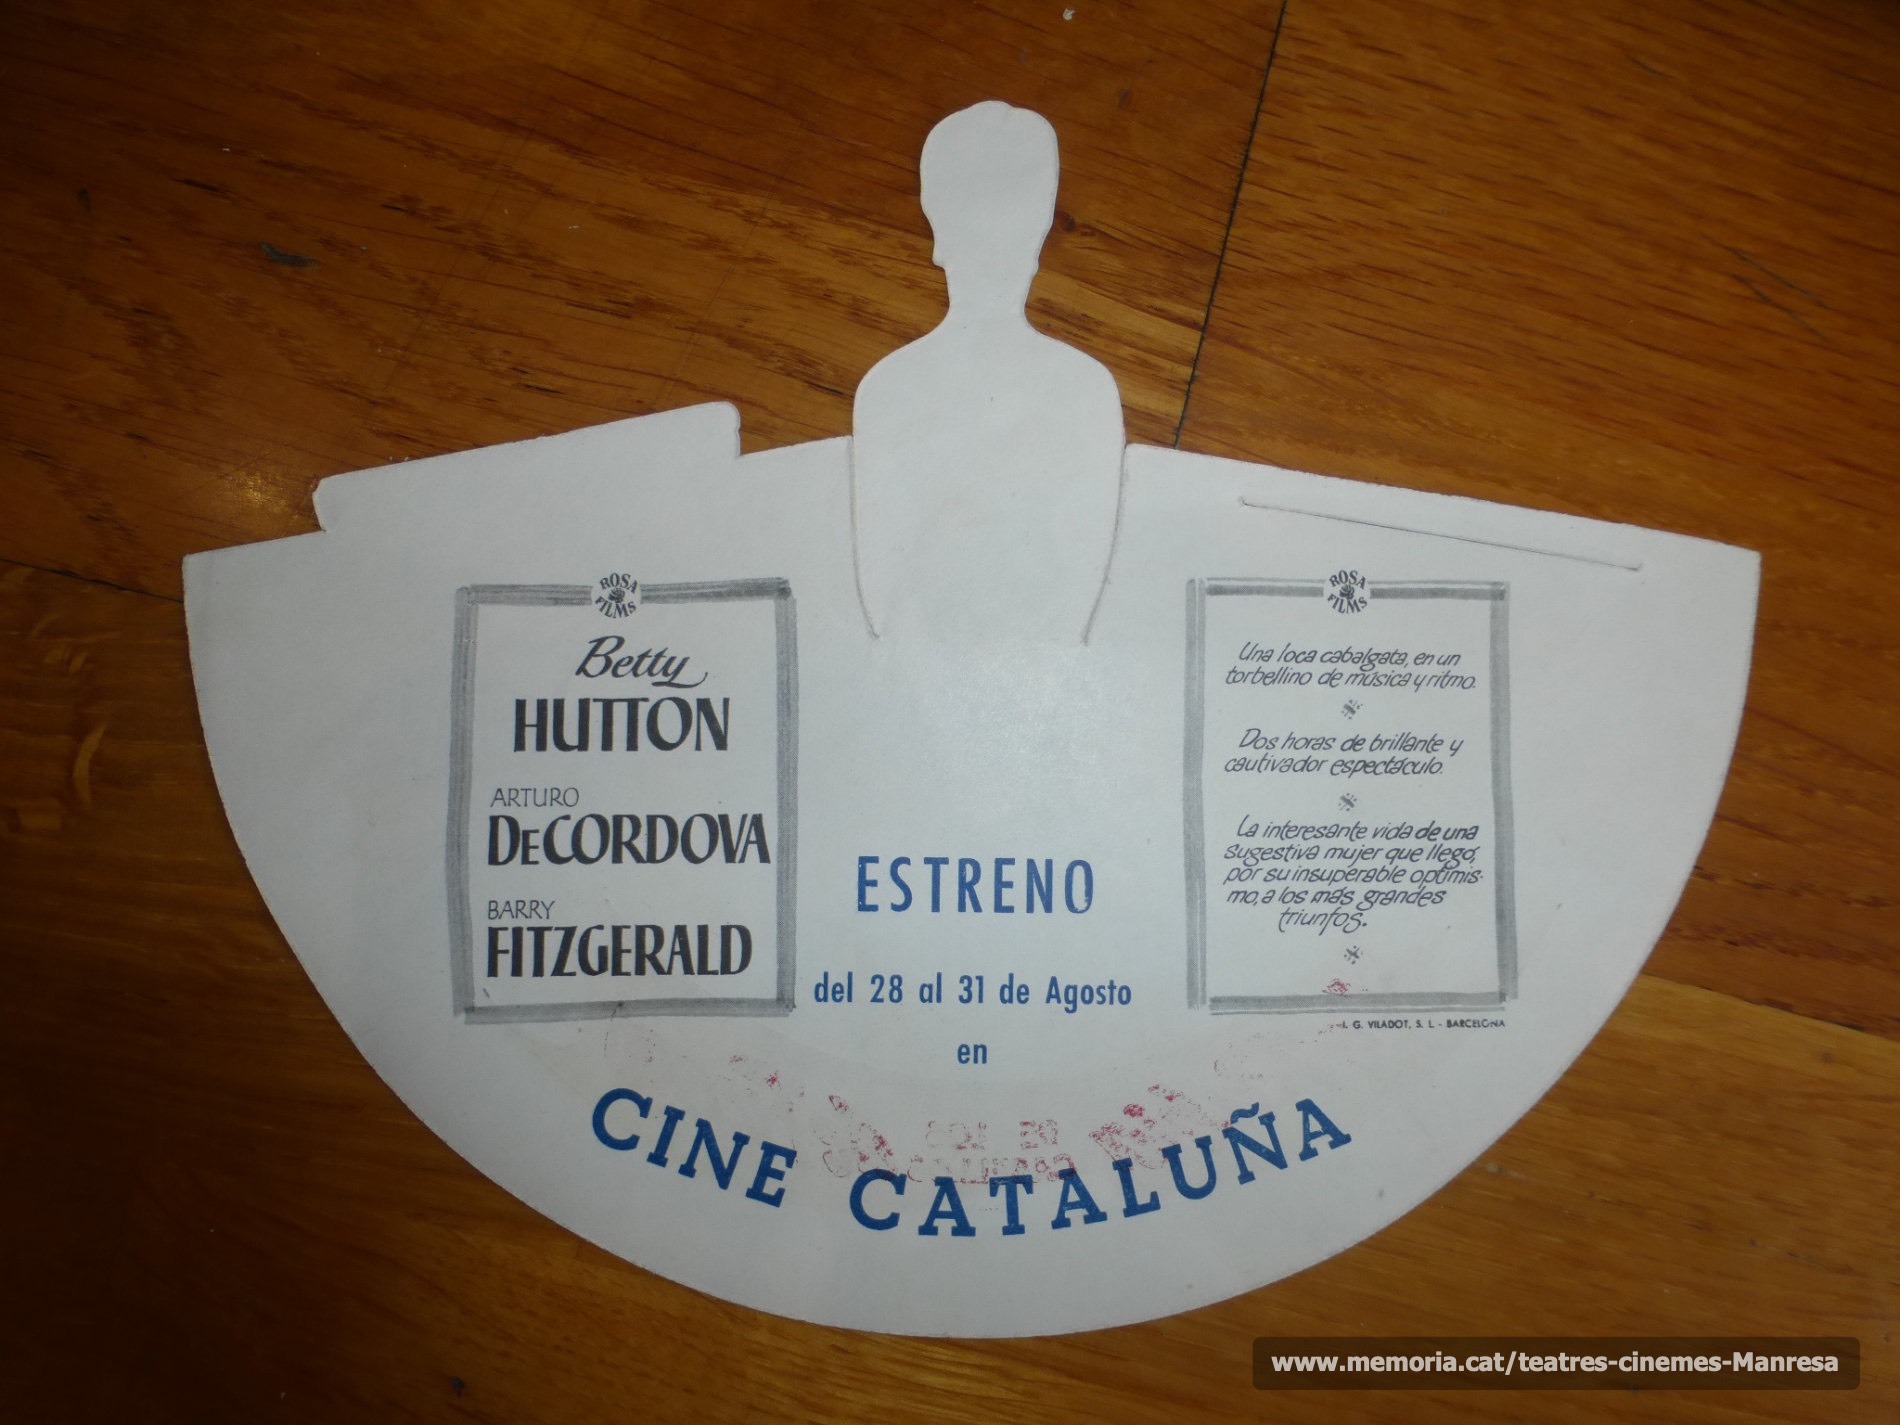 ROSA
FILMS
Betty
HUTTON
ARTURO
DECORDOVA
BARRY
FITZGERALD
ESTRENO
del 28 al 31 de Agosto
en
CINE CATALUÑA
ROSA
FILMS
Una loca cabalgata, en un
torbellino de música y ritmo.
Dos horas de brillante y
cautivador espectáculo.
La interesante vida de una
sugestiva mujer que llegó,
por su insuperable optimis-
mo, a los más grandes
triunfos.
I. G. VILADOT, S. L. - BARCELONA
www.memoria.cat/teatres-cinemes-Manresa